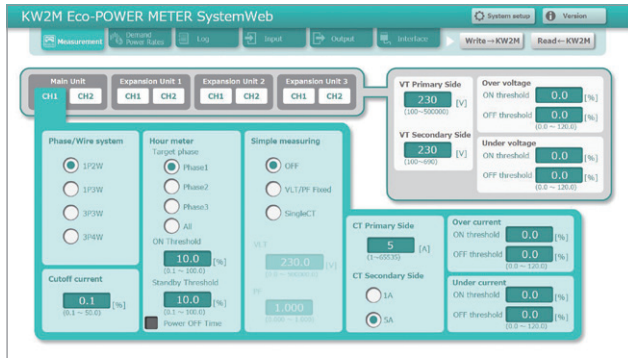 KW2M Eco-POWER METER SystemWeb
System setup
Version
Measurement
Demand
Power Rates
Log
Input
Output
Interface
Write→KW2M
Read←KW2M
Main Unit
Expansion Unit 1
Expansion Unit 2
Expansion Unit 3
CH1 CH2 CH1 CH2 CH1 CH2 CH1 CH2
VT Primary Side
230 [V]
(100~500000)
VT Secondary Side
230 [V]
(100~690)
Over voltage
ON threshold 0.0 [%]
OFF threshold 0.0 [%]
(0.0 ~ 120.0)
Under voltage
ON threshold 0.0 [%]
OFF threshold 0.0 [%]
(0.0 ~ 120.0)
Phase/Wire system
1P2W
1P3W
3P3W
3P4W
Cutoff current
0.1 [%]
(0.1 ~ 50.0)
Hour meter
Target phase
Phase1
Phase2
Phase3
All
ON Threshold
10.0 [%]
(0.1 ~ 100.0)
Standby Threshold
10.0 [%]
(0.1 ~ 100.0)
Power OFF Time
Simple measuring
OFF
VLT/PF Fixed
SingleCT
VLT
230.0 [V]
PF
1.000
CT Primary Side
5 [A]
(1~65535)
CT Secondary Side
1A
5A
Over current
ON threshold 0.0 [%]
OFF threshold 0.0 [%]
(0.0 ~ 120.0)
Under current
ON threshold 0.0 [%]
OFF threshold 0.0 [%]
(0.0 ~ 120.0)